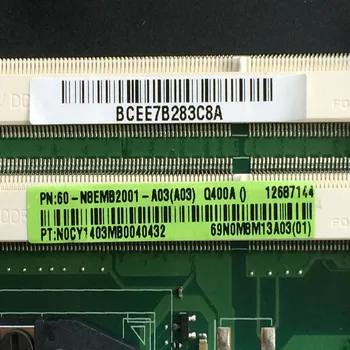 BCEE7B283C8A
PN:60-N8EMB2001-A03(A03) Q400A () 12687144
PT:N0CY1403MB0040432 69N0MBM13A03(01)